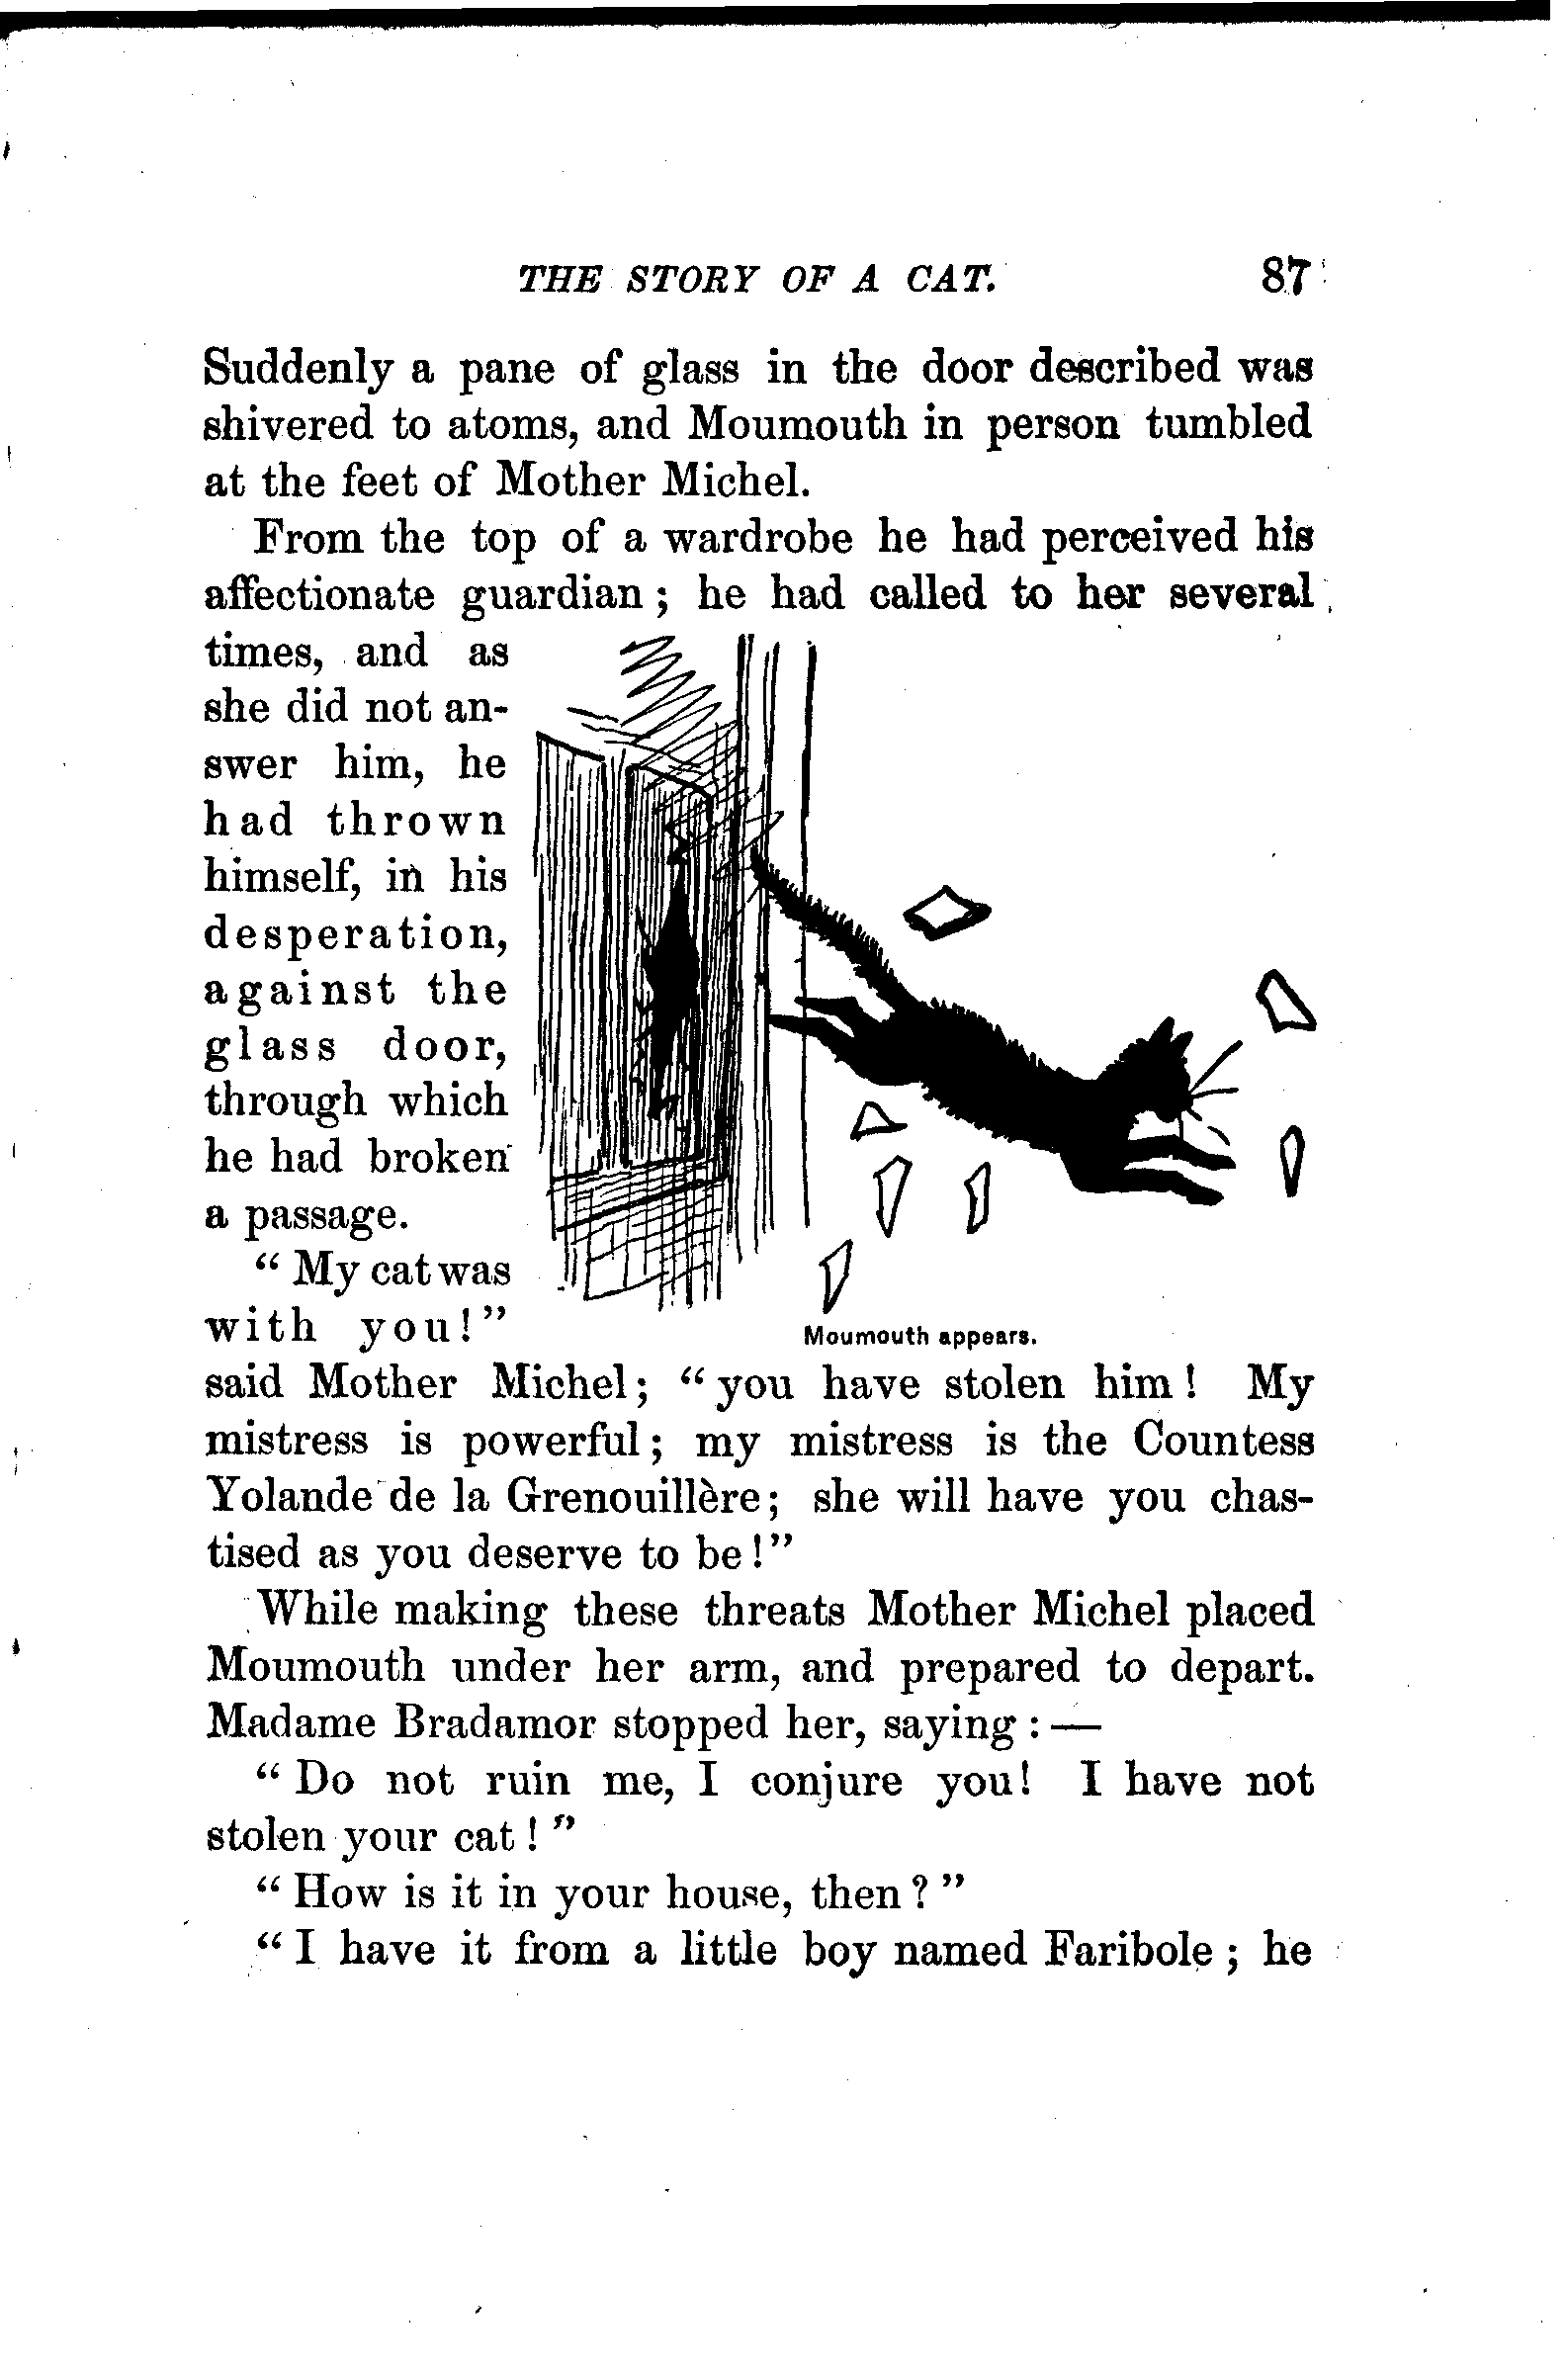 THE STORY OF A CAT. 87
Suddenly a pane of glass in the door described was
shivered to atoms, and Moumouth in person tumbled
at the feet of Mother Michel.
From the top of a wardrobe he had perceived his
affectionate guardian; he had called to her several
times, and as
she did not an-
swer him, he
had thrown
himself, in his
desperation,
against the
glass door,
through which
he had broken
a passage.
"My cat was
with you!"
Moumouth appears.
said Mother Michel; "you have stolen him! My
mistress is powerful; my mistress is the Countess
Yolande de la Grenouillère; she will have you chas-
tised as you deserve to be!"
While making these threats Mother Michel placed
Moumouth under her arm, and prepared to depart.
Madame Bradamor stopped her, saying:—
"Do not ruin me, I conjure you! I have not
stolen your cat!"
"How is it in your house, then?"
"I have it from a little boy named Faribole; he